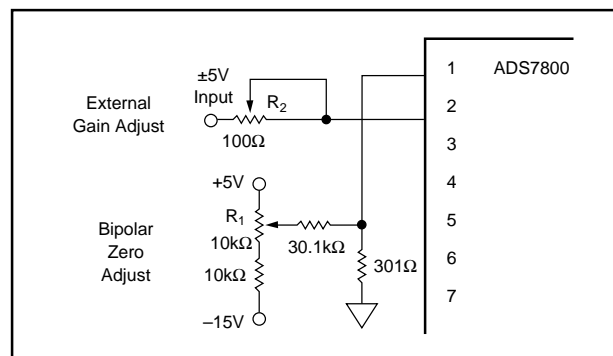 ±5V
Input
External
Gain Adjust
R2
100Ω
1
ADS7800
2
3
4
5
6
7
+5V
Bipolar
Zero
Adjust
R1
10kΩ
30.1kΩ
10kΩ
301Ω
–15V